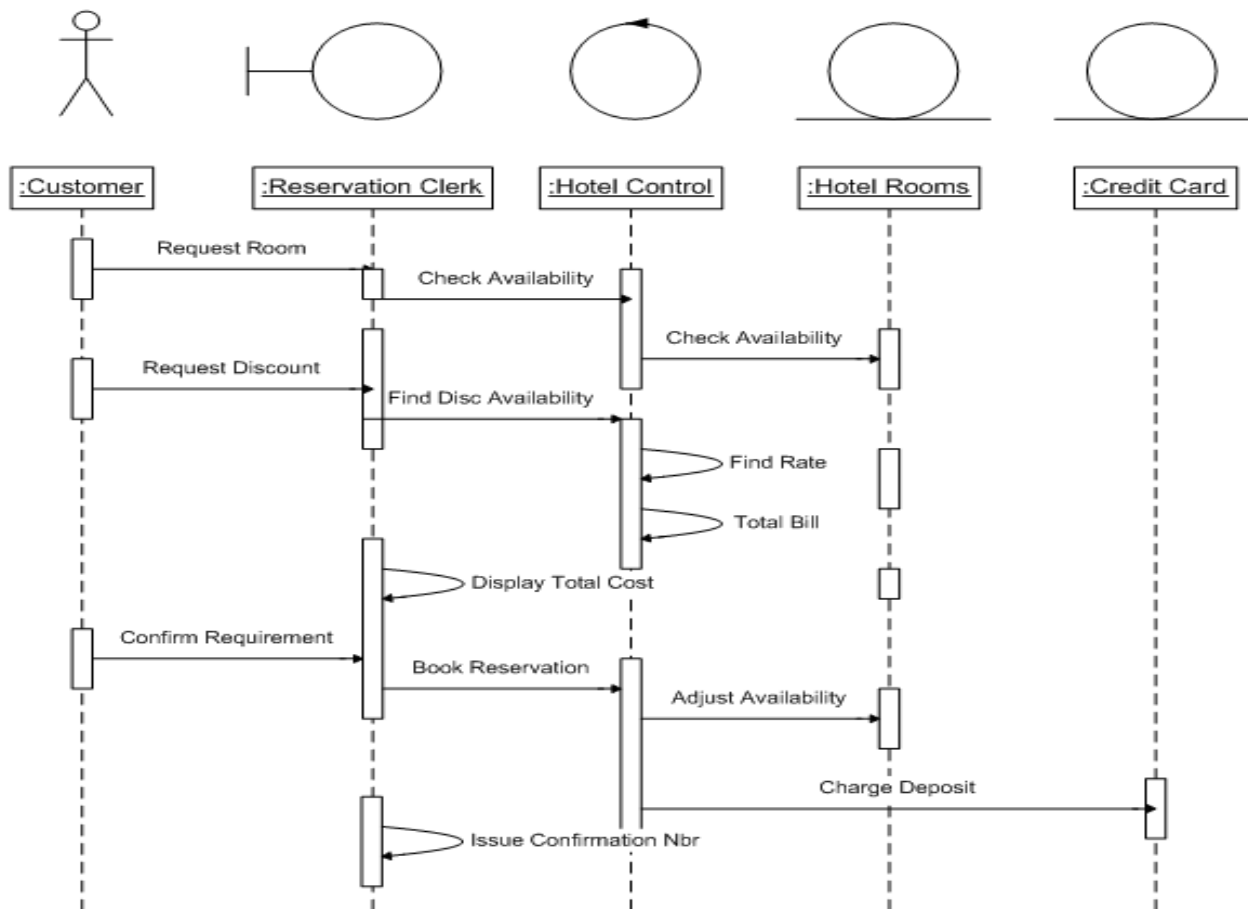 :Customer
:Reservation Clerk
:Hotel Control
:Hotel Rooms
:Credit Card
Request Room
Check Availability
Check Availability
Request Discount
Find Disc Availability
Find Rate
Total Bill
Display Total Cost
Confirm Requirement
Book Reservation
Adjust Availability
Charge Deposit
Issue Confirmation Nbr